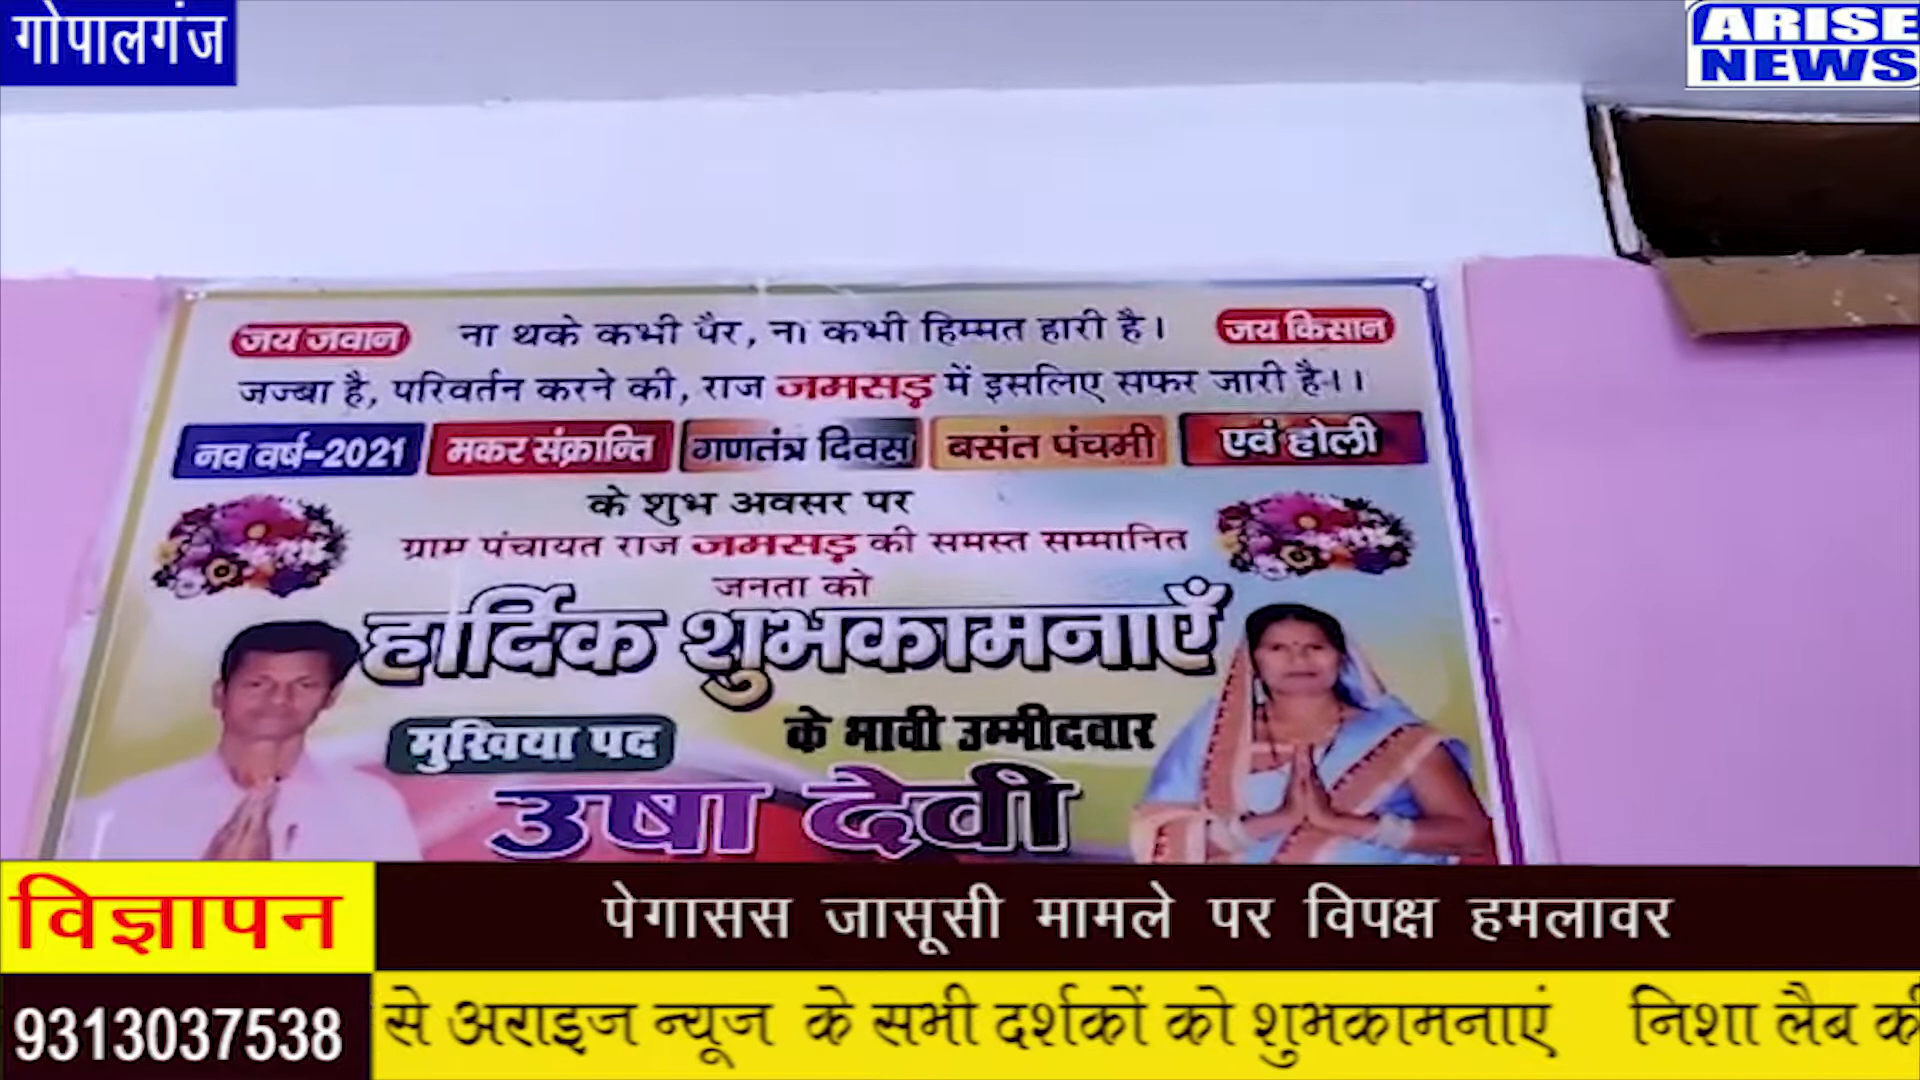 गोपालगंज
ARISE
NEWS
जय जवान ना थके कभी पैर, ना कभी हिम्मत हारी है। जय किसान
जज्बा है, परिवर्तन करने की, राज जमसड़ में इसलिए सफर जारी है।।
नव वर्ष-2021 मकर संक्रान्ति गणतंत्र दिवस बसंत पंचमी एवं होली
के शुभ अवसर पर
ग्राम पंचायत राज जमसड़ की समस्त सम्मानित
जनता को
हार्दिक शुभकामनाएँ
मुखिया पद के भावी उम्मीदवार
उषा देवी
विज्ञापन पेगासस जासूसी मामले पर विपक्ष हमलावर
9313037538 से अराइज न्यूज के सभी दर्शकों को शुभकामनाएं निशा लैब की